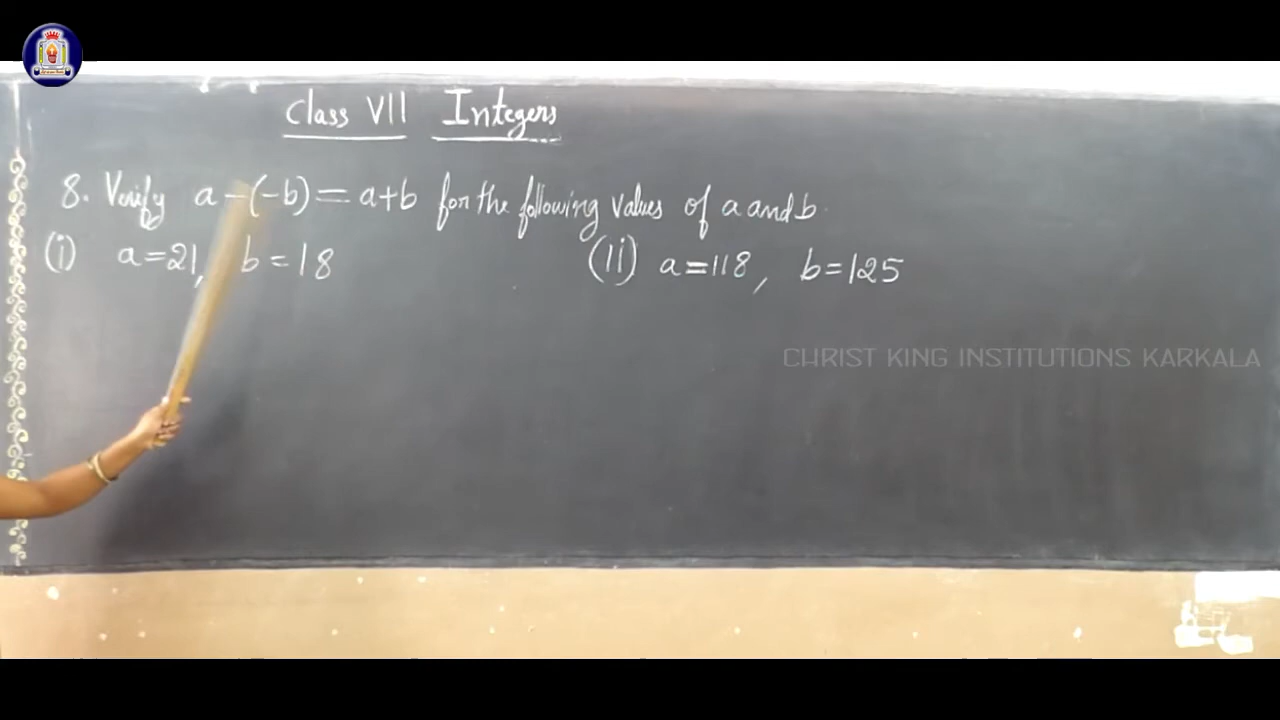 Class VII Integers
8. Verify a-(-b)=a+b for the following values of a and b.
(i) a=21, b=18 (ii) a=118, b=125
CHRIST KING INSTITUTIONS KARKALA